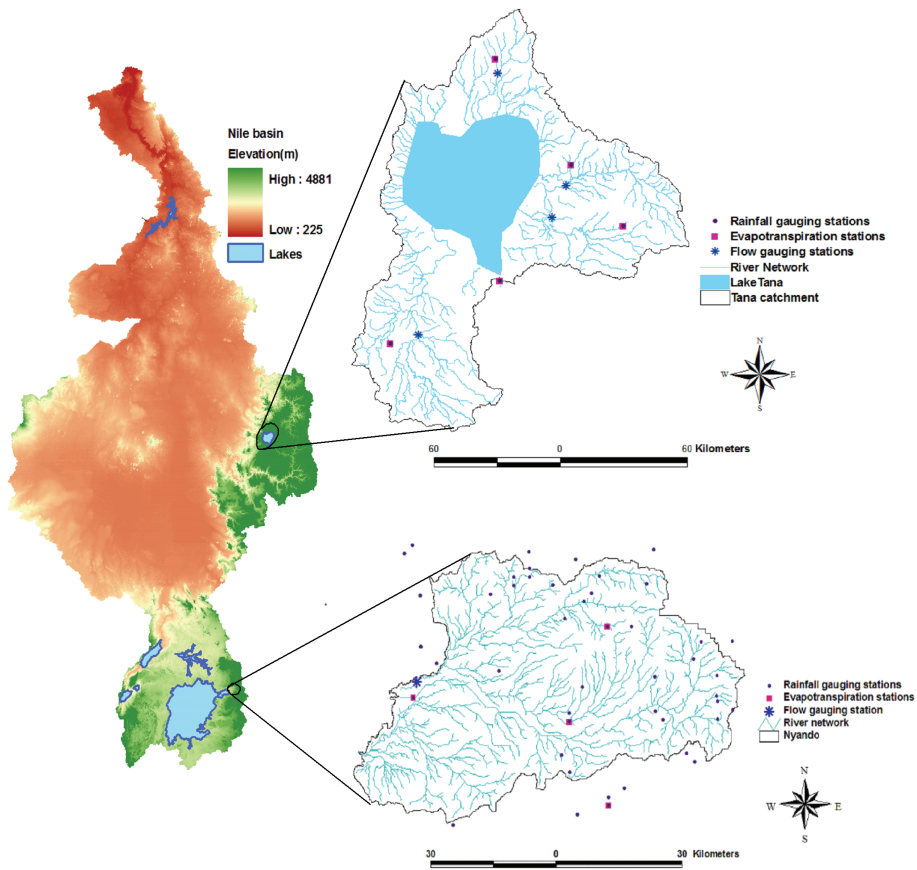 Nile basin
Elevation(m)
High : 4881
Low : 225
Lakes
Rainfall gauging stations
Evapotranspiration stations
Flow gauging stations
River Network
Lake Tana
Tana catchment
N
W E
S
60 0 60 Kilometers
Rainfall gauging stations
Evapotranspiration stations
Flow gauging station
River network
Nyando
N
W E
S
30 0 30 Kilometers